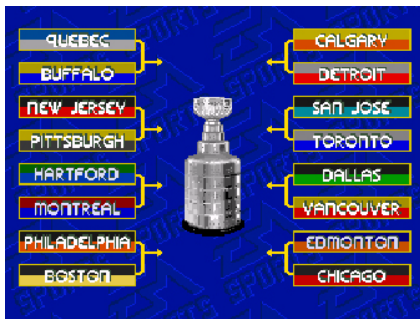 QUEBEC
BUFFALO
NEW JERSEY
PITTSBURGH
HARTFORD
MONTREAL
PHILADELPHIA
BOSTON
CALGARY
DETROIT
SAN JOSE
TORONTO
DALLAS
VANCOUVER
EDMONTON
CHICAGO